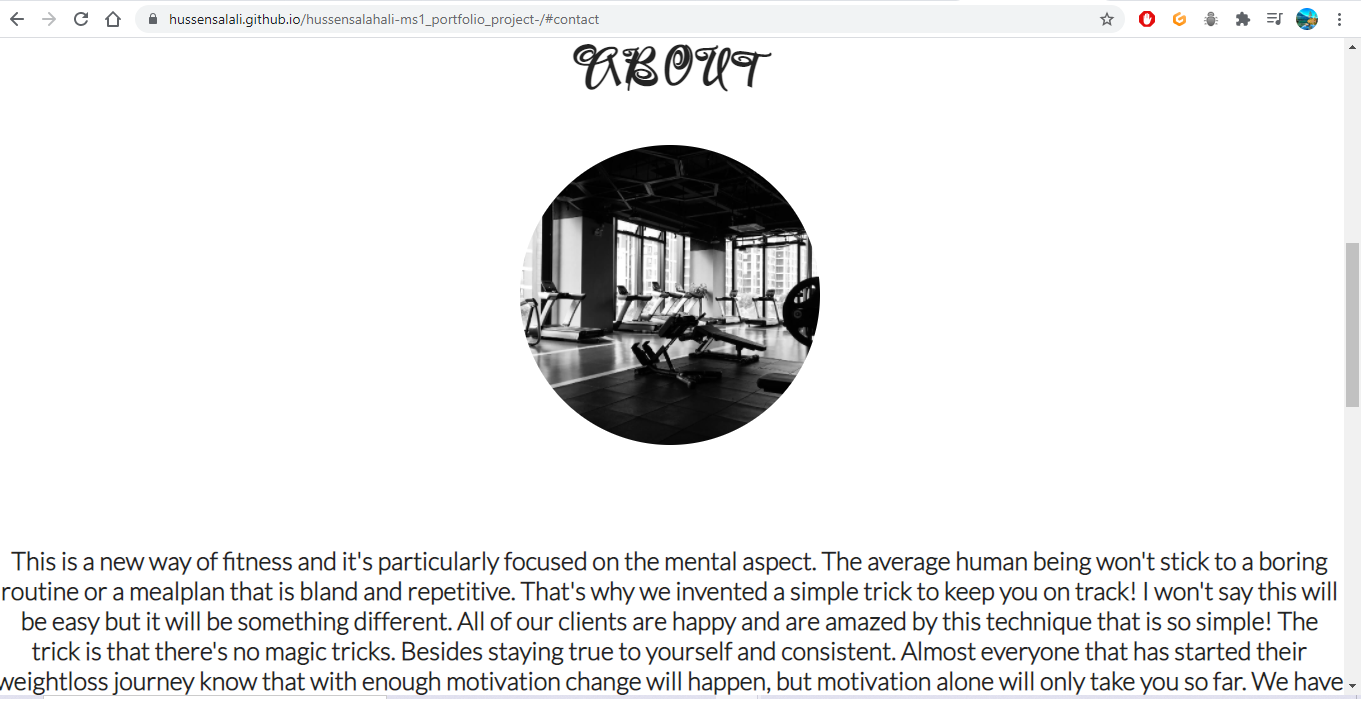 hussensalali.github.io/hussensalahali-ms1_portfolio_project-/#contact
ABOUT
This is a new way of fitness and it's particularly focused on the mental aspect. The average human being won't stick to a boring
routine or a mealplan that is bland and repetitive. That's why we invented a simple trick to keep you on track! I won't say this will
be easy but it will be something different. All of our clients are happy and are amazed by this technique that is so simple! The
trick is that there's no magic tricks. Besides staying true to yourself and consistent. Almost everyone that has started their
weightloss journey know that with enough motivation change will happen, but motivation alone will only take you so far. We have